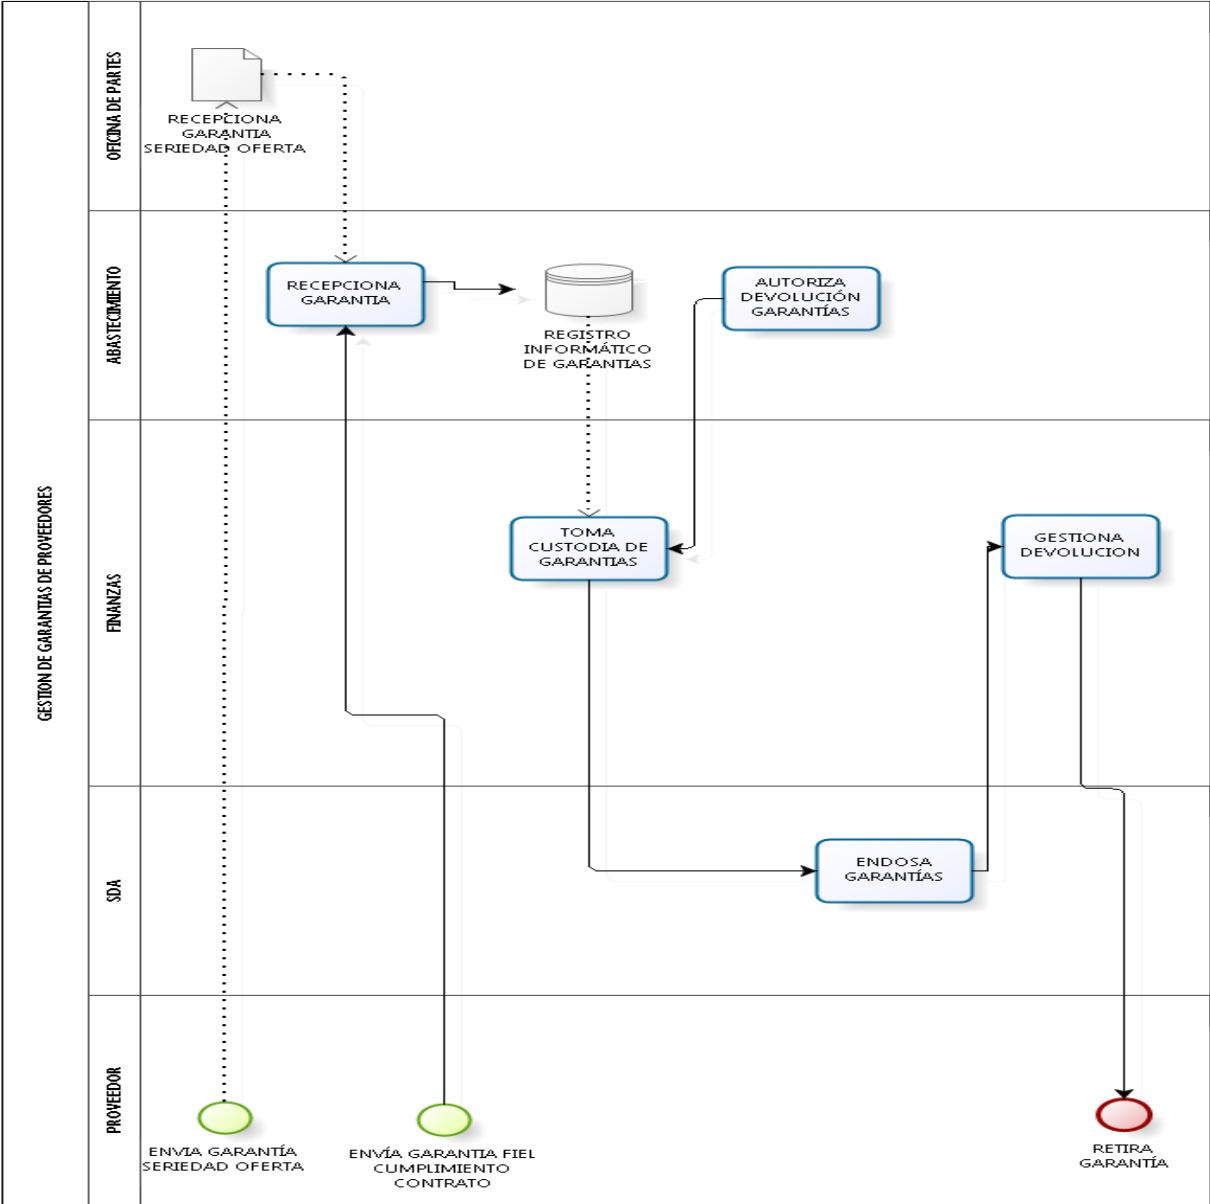 GESTION DE GARANTIAS DE PROVEEDORES
OFICINA DE PARTES
RECEPCIONA
GARANTIA
SERIEDAD OFERTA
ABASTECIMIENTO
RECEPCIONA
GARANTIA
REGISTRO
INFORMÁTICO
DE GARANTIAS
AUTORIZA
DEVOLUCIÓN
GARANTÍAS
FINANZAS
TOMA
CUSTODIA DE
GARANTIAS
GESTIONA
DEVOLUCION
SDA
ENDOSA
GARANTÍAS
PROVEEDOR
ENVIA GARANTÍA
SERIEDAD OFERTA
ENVÍA GARANTIA FIEL
CUMPLIMIENTO
CONTRATO
RETIRA
GARANTÍA